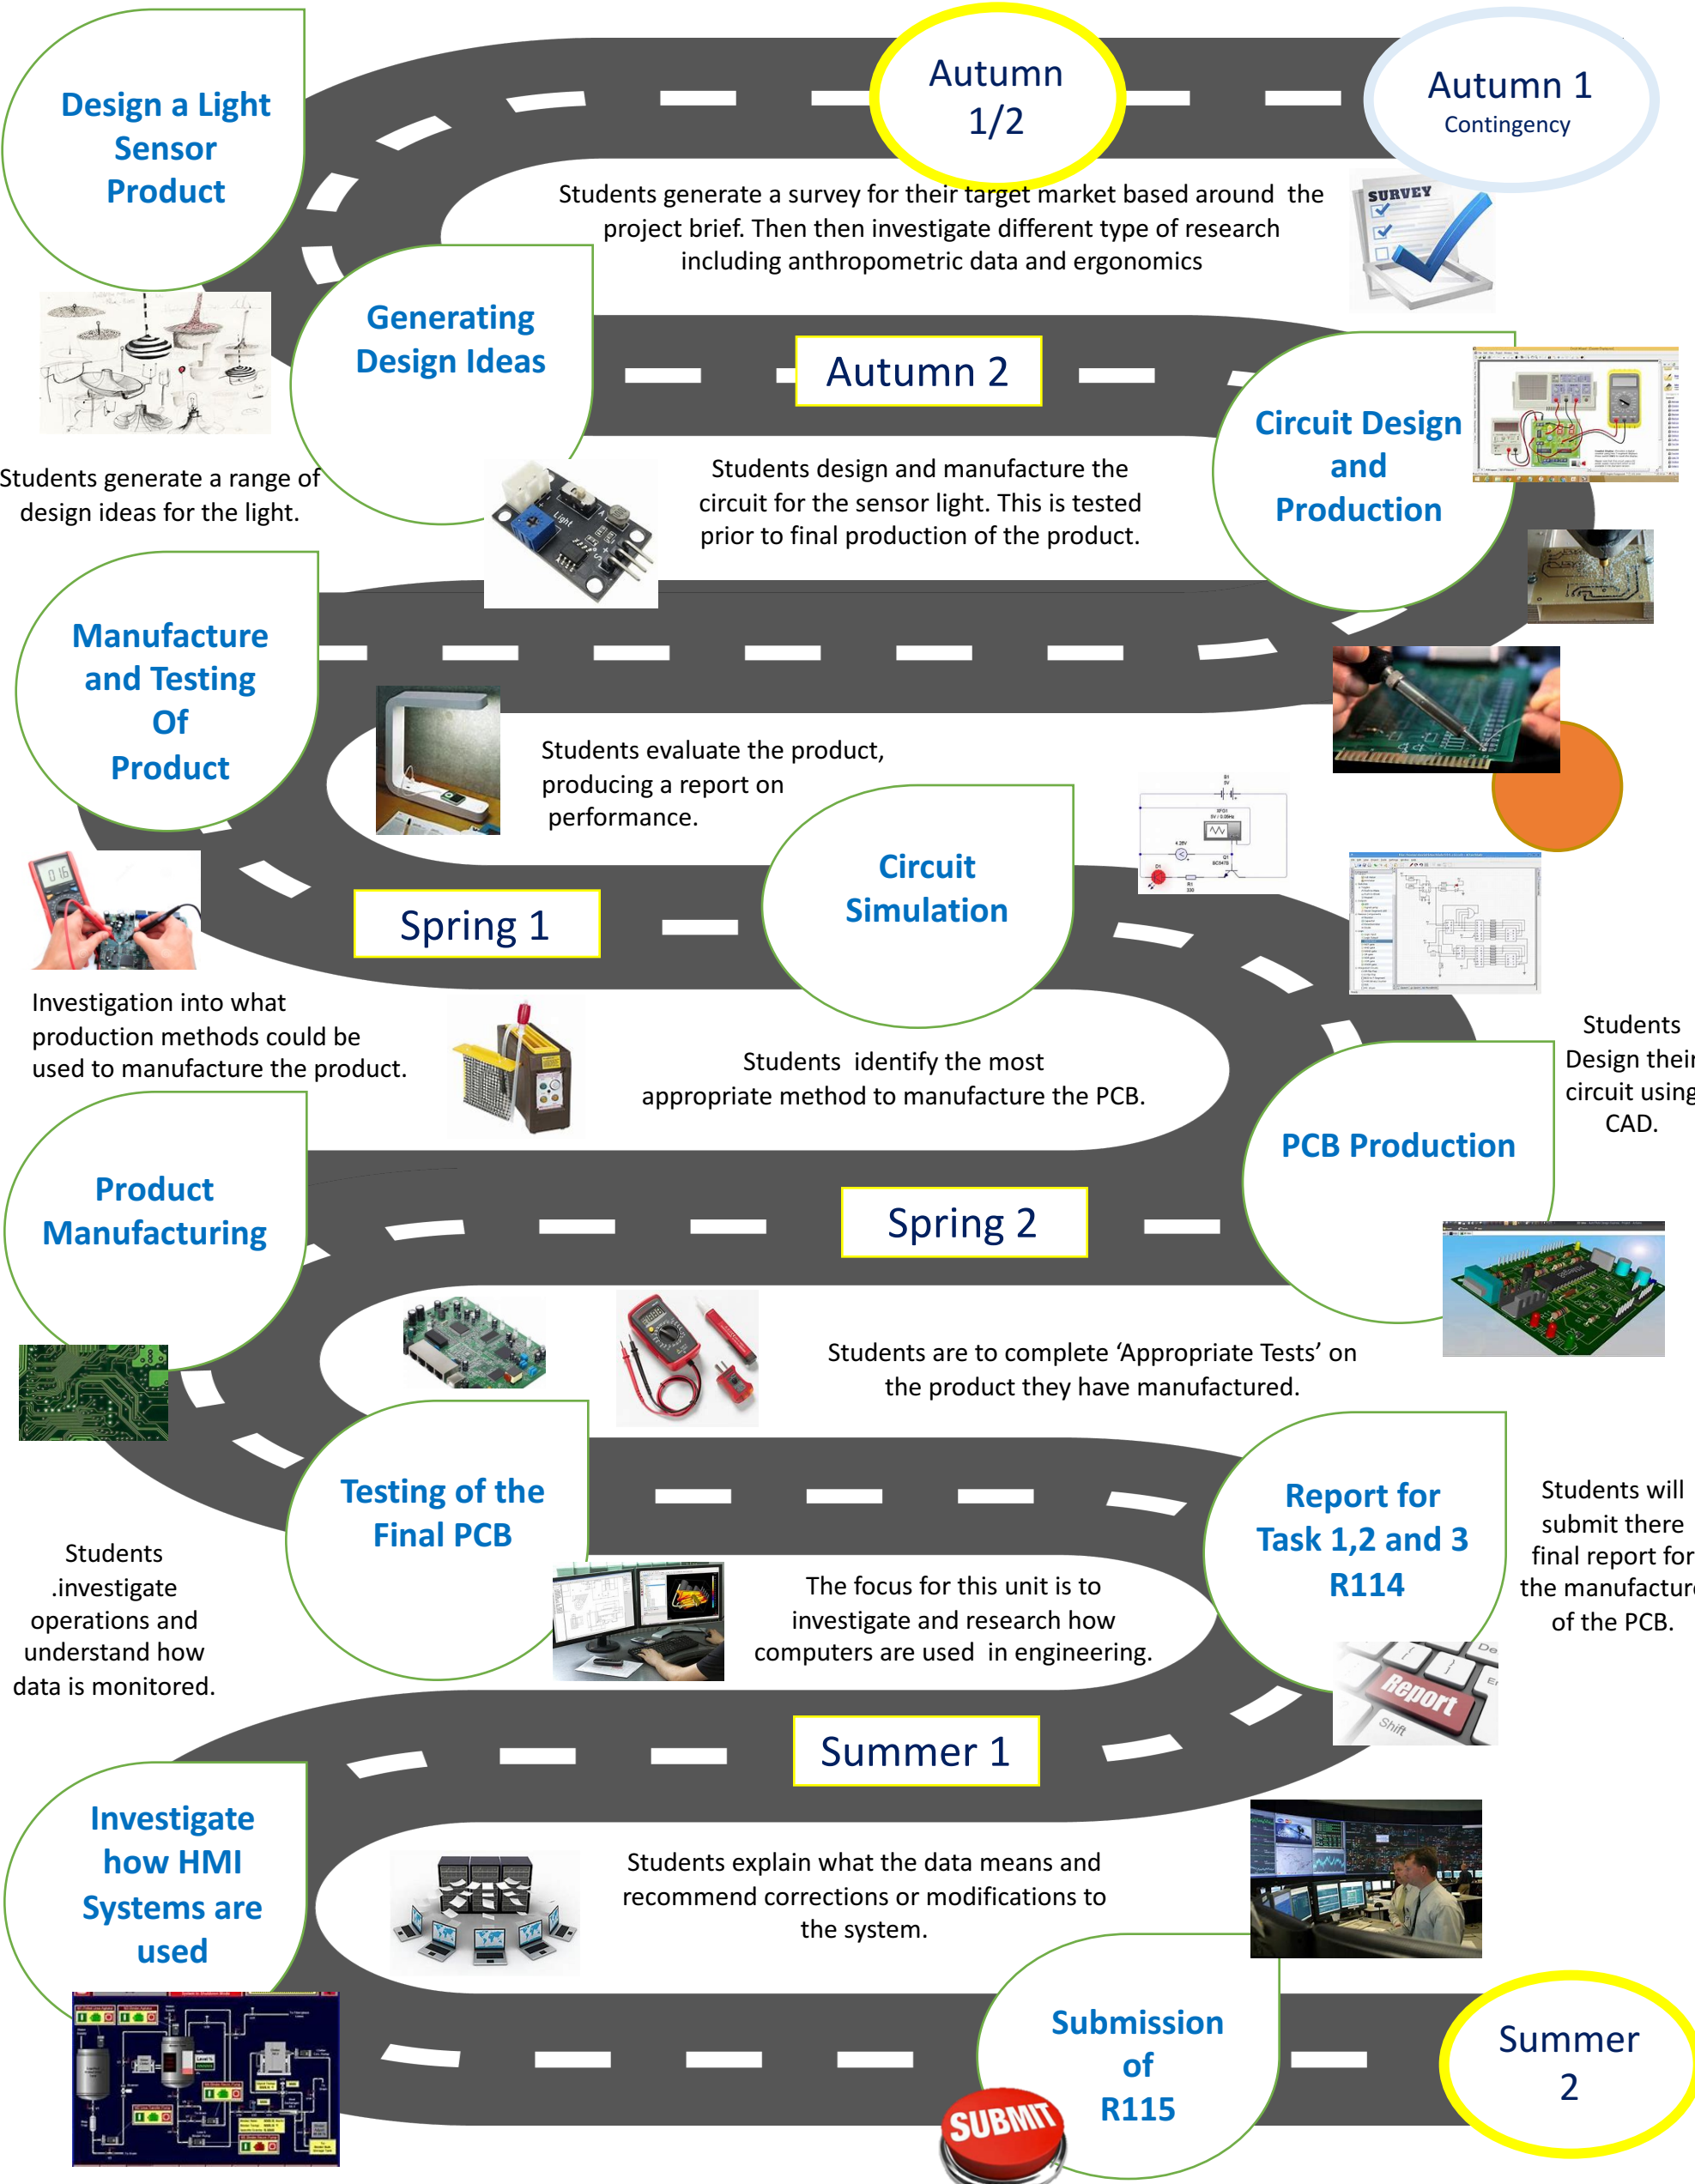 Autumn
1/2
Autumn 1
Contingency
Design a Light
Sensor
Product
Students generate a survey for their target market based around  the
project brief. Then then investigate different type of research
including anthropometric data and ergonomics
SURVEY
Generating
Design Ideas
Autumn 2
Circuit Design
and
Production
Students generate a range of
design ideas for the light.
Light
Students design and manufacture the
circuit for the sensor light. This is tested
prior to final production of the product.
Manufacture
and Testing
Of
Product
Students evaluate the product,
producing a report on
performance.
Circuit
Simulation
Spring 1
01.6
Investigation into what
production methods could be
used to manufacture the product.
Students  identify the most
appropriate method to manufacture the PCB.
Students
Design their
circuit using
CAD.
PCB Production
Product
Manufacturing
Spring 2
Students are to complete ‘Appropriate Tests’ on
the product they have manufactured.
Testing of the
Final PCB
Report for
Task 1,2 and 3
R114
Students will
submit there
final report for
the manufacture
of the PCB.
Students
.investigate
operations and
understand how
data is monitored.
The focus for this unit is to
investigate and research how
computers are used  in engineering.
Report
Shift
Summer 1
Investigate
how HMI
Systems are
used
Students explain what the data means and
recommend corrections or modifications to
the system.
Submission
of
R115
SUBMIT
Summer
2